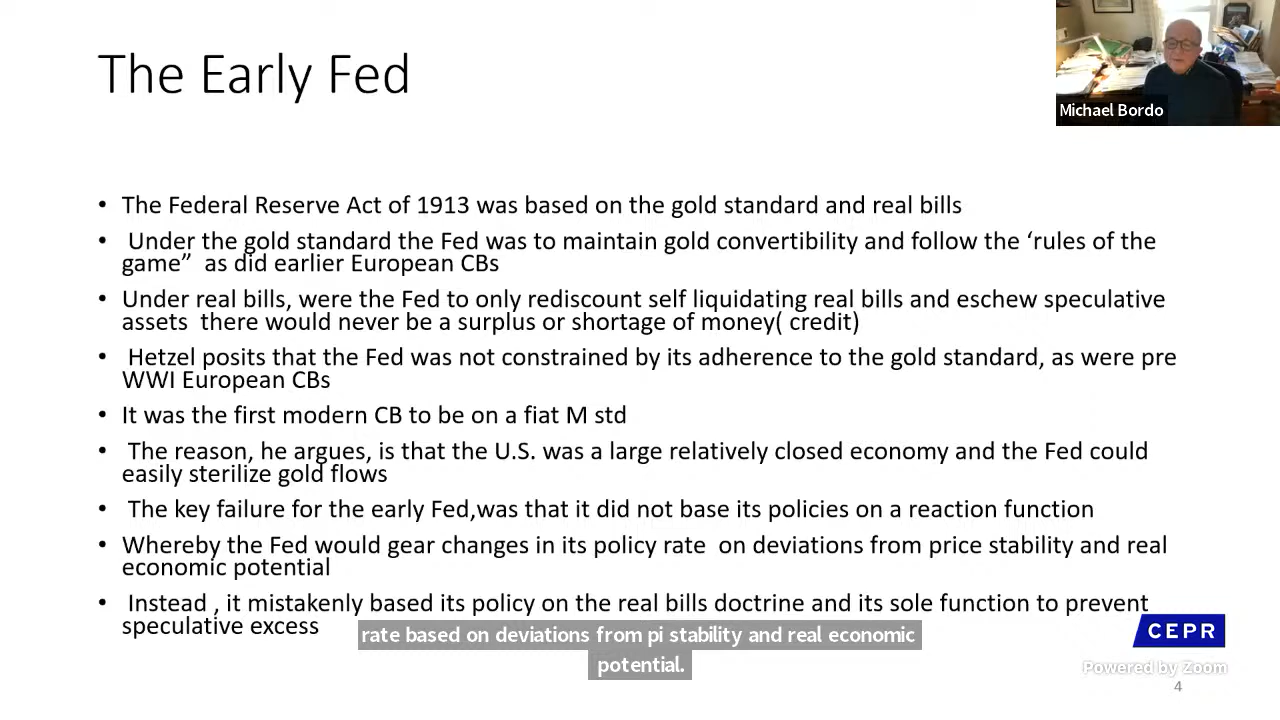 The Early Fed
Michael Bordo
• The Federal Reserve Act of 1913 was based on the gold standard and real bills
• Under the gold standard the Fed was to maintain gold convertibility and follow the ‘rules of the
game” as did earlier European CBs
• Under real bills, were the Fed to only rediscount self liquidating real bills and eschew speculative
assets there would never be a surplus or shortage of money( credit)
• Hetzel posits that the Fed was not constrained by its adherence to the gold standard, as were pre
WWI European CBs
• It was the first modern CB to be on a fiat M std
• The reason, he argues, is that the U.S. was a large relatively closed economy and the Fed could
easily sterilize gold flows
• The key failure for the early Fed,was that it did not base its policies on a reaction function
• Whereby the Fed would gear changes in its policy rate on deviations from price stability and real
economic potential
• Instead , it mistakenly based its policy on the real bills doctrine and its sole function to prevent
speculative excess
rate based on deviations from pi stability and real economic
potential.
CEPR
Powered by Zoom
4